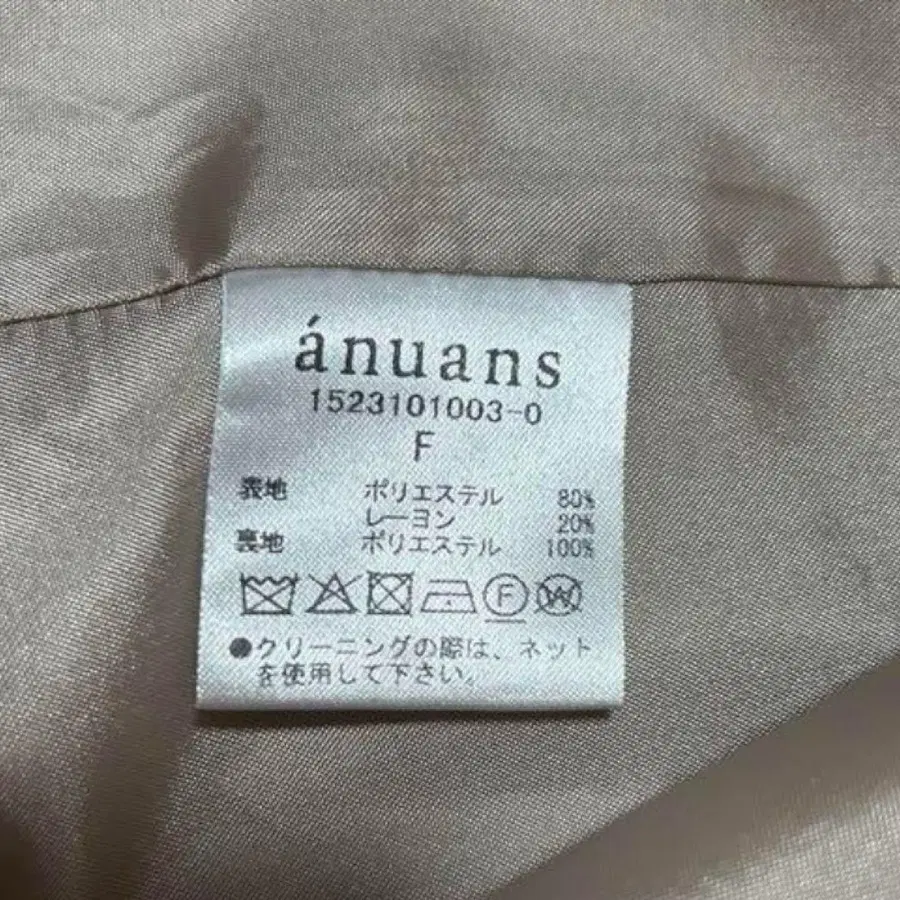 ánuans
1523101003-0
F
表地 ポリエステル 80%
レーヨン 20%
裏地 ポリエステル 100%
F W
●クリーニングの際は、ネット
を使用して下さい。